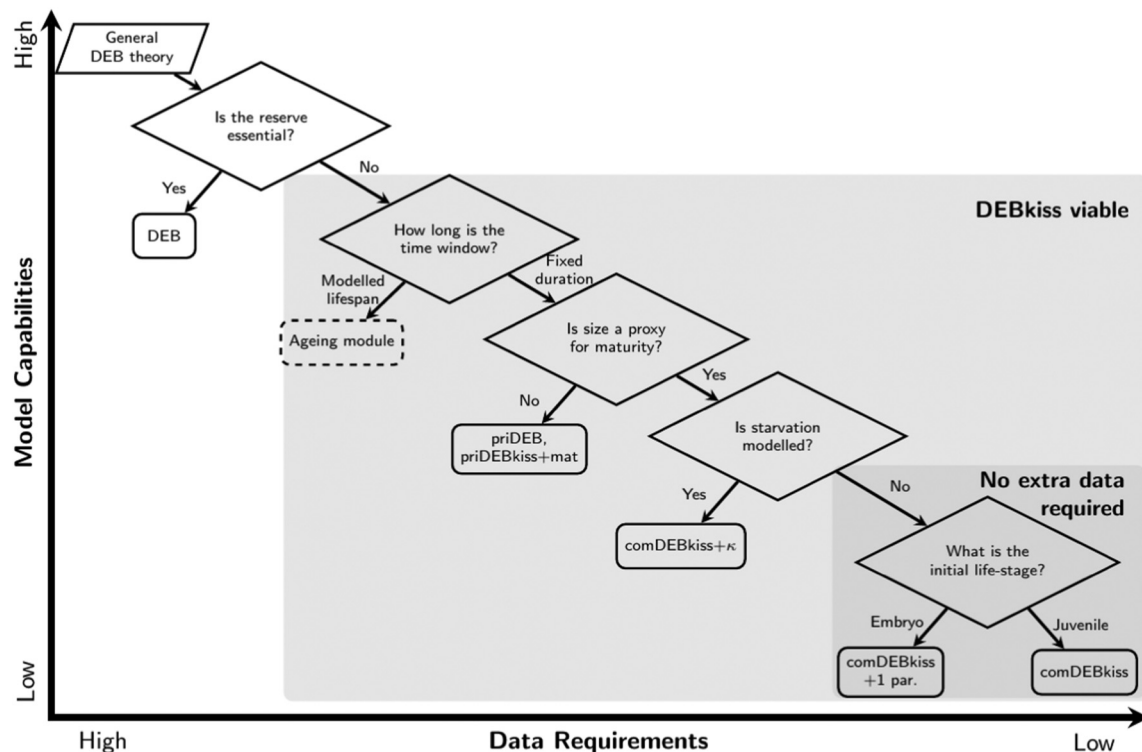 High
General
DEB theory
Is the reserve
essential?
Yes
No
DEB
DEBkiss viable
How long is the
time window?
Modelled
lifespan
Fixed
duration
Ageing module
Is size a proxy
for maturity?
No
Yes
priDEB,
priDEBkiss+mat
Is starvation
modelled?
Yes
No
comDEBkiss+κ
No extra data
required
What is the
initial life-stage?
Embryo
Juvenile
comDEBkiss
+1 par.
comDEBkiss
Model Capabilities
Low
High
Data Requirements
Low